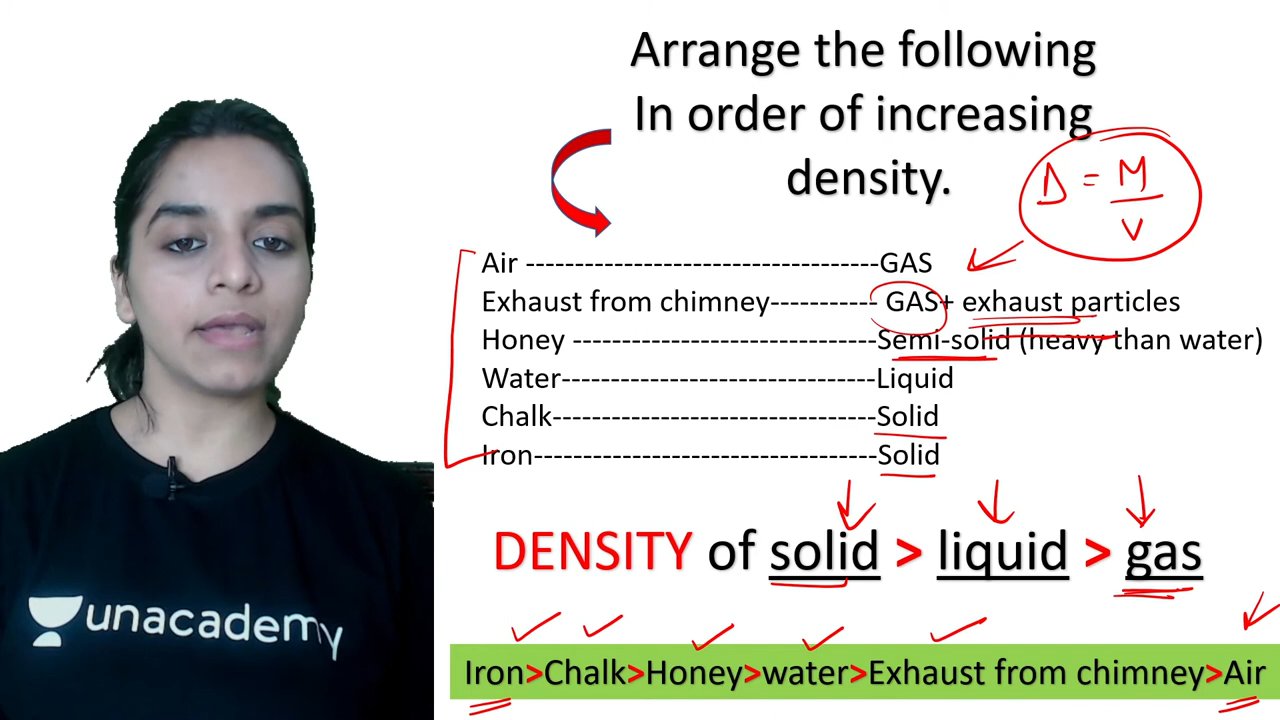 Arrange the following
In order of increasing
density.
D = M
V
Air ------------------------------------GAS
Exhaust from chimney----------- GAS+ exhaust particles
Honey -------------------------------Semi-solid (heavy than water)
Water--------------------------------Liquid
Chalk---------------------------------Solid
Iron-----------------------------------Solid
DENSITY of solid > liquid > gas
unacademy
Iron>Chalk>Honey>water>Exhaust from chimney>Air